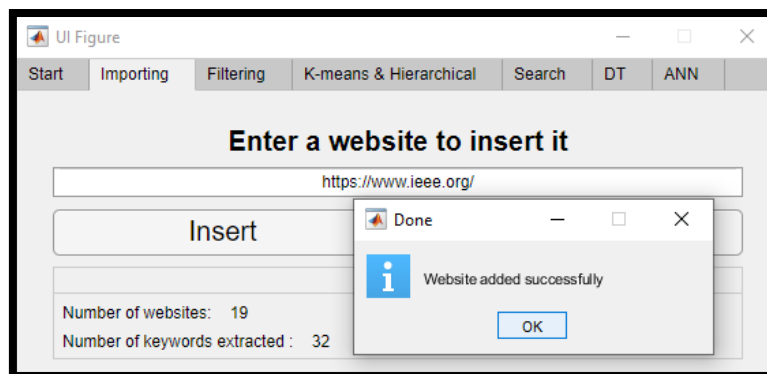 UI Figure
Start Importing Filtering K-means & Hierarchical Search DT ANN
Enter a website to insert it
https://www.ieee.org/
Insert
Done
Website added successfully
OK
Number of websites: 19
Number of keywords extracted : 32